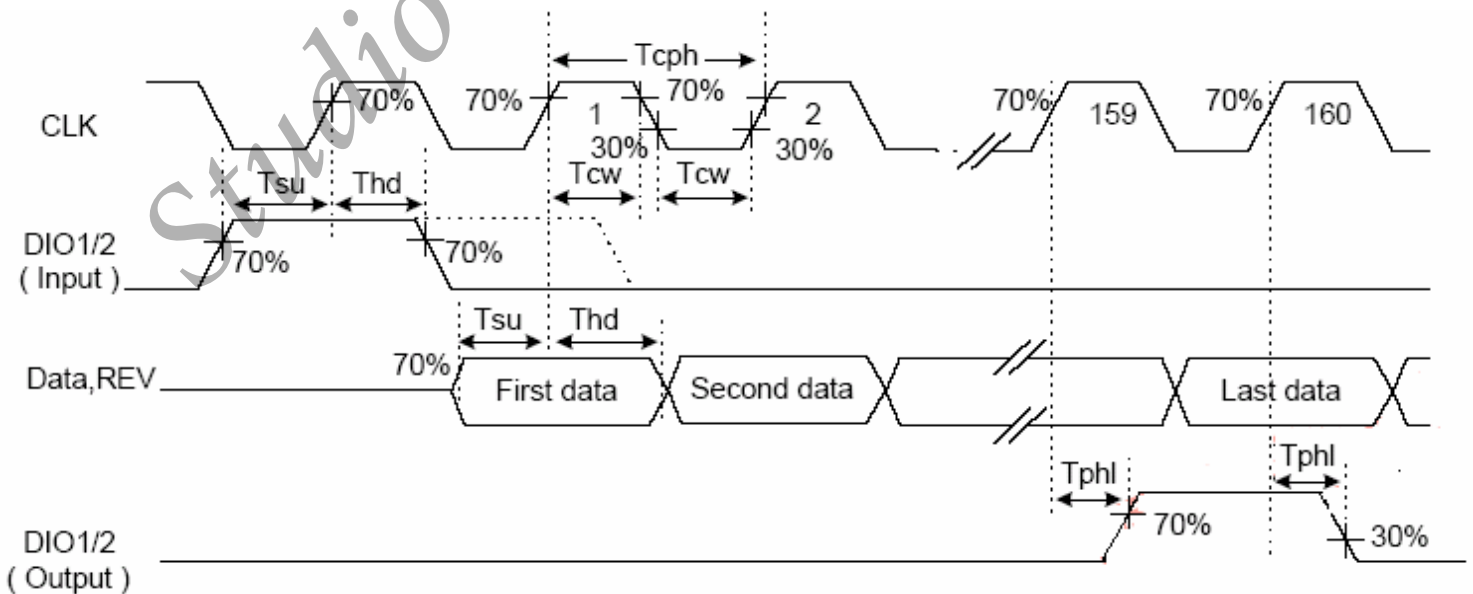 Studio
Tcph
CLK
70%
70%
1
70%
30%
2
30%
70%
159
70%
160
Tsu
Thd
Tcw
Tcw
DIO1/2
( Input )
70%
70%
Tsu
Thd
Data,REV
70%
First data
Second data
Last data
Tphl
Tphl
DIO1/2
( Output )
70%
30%